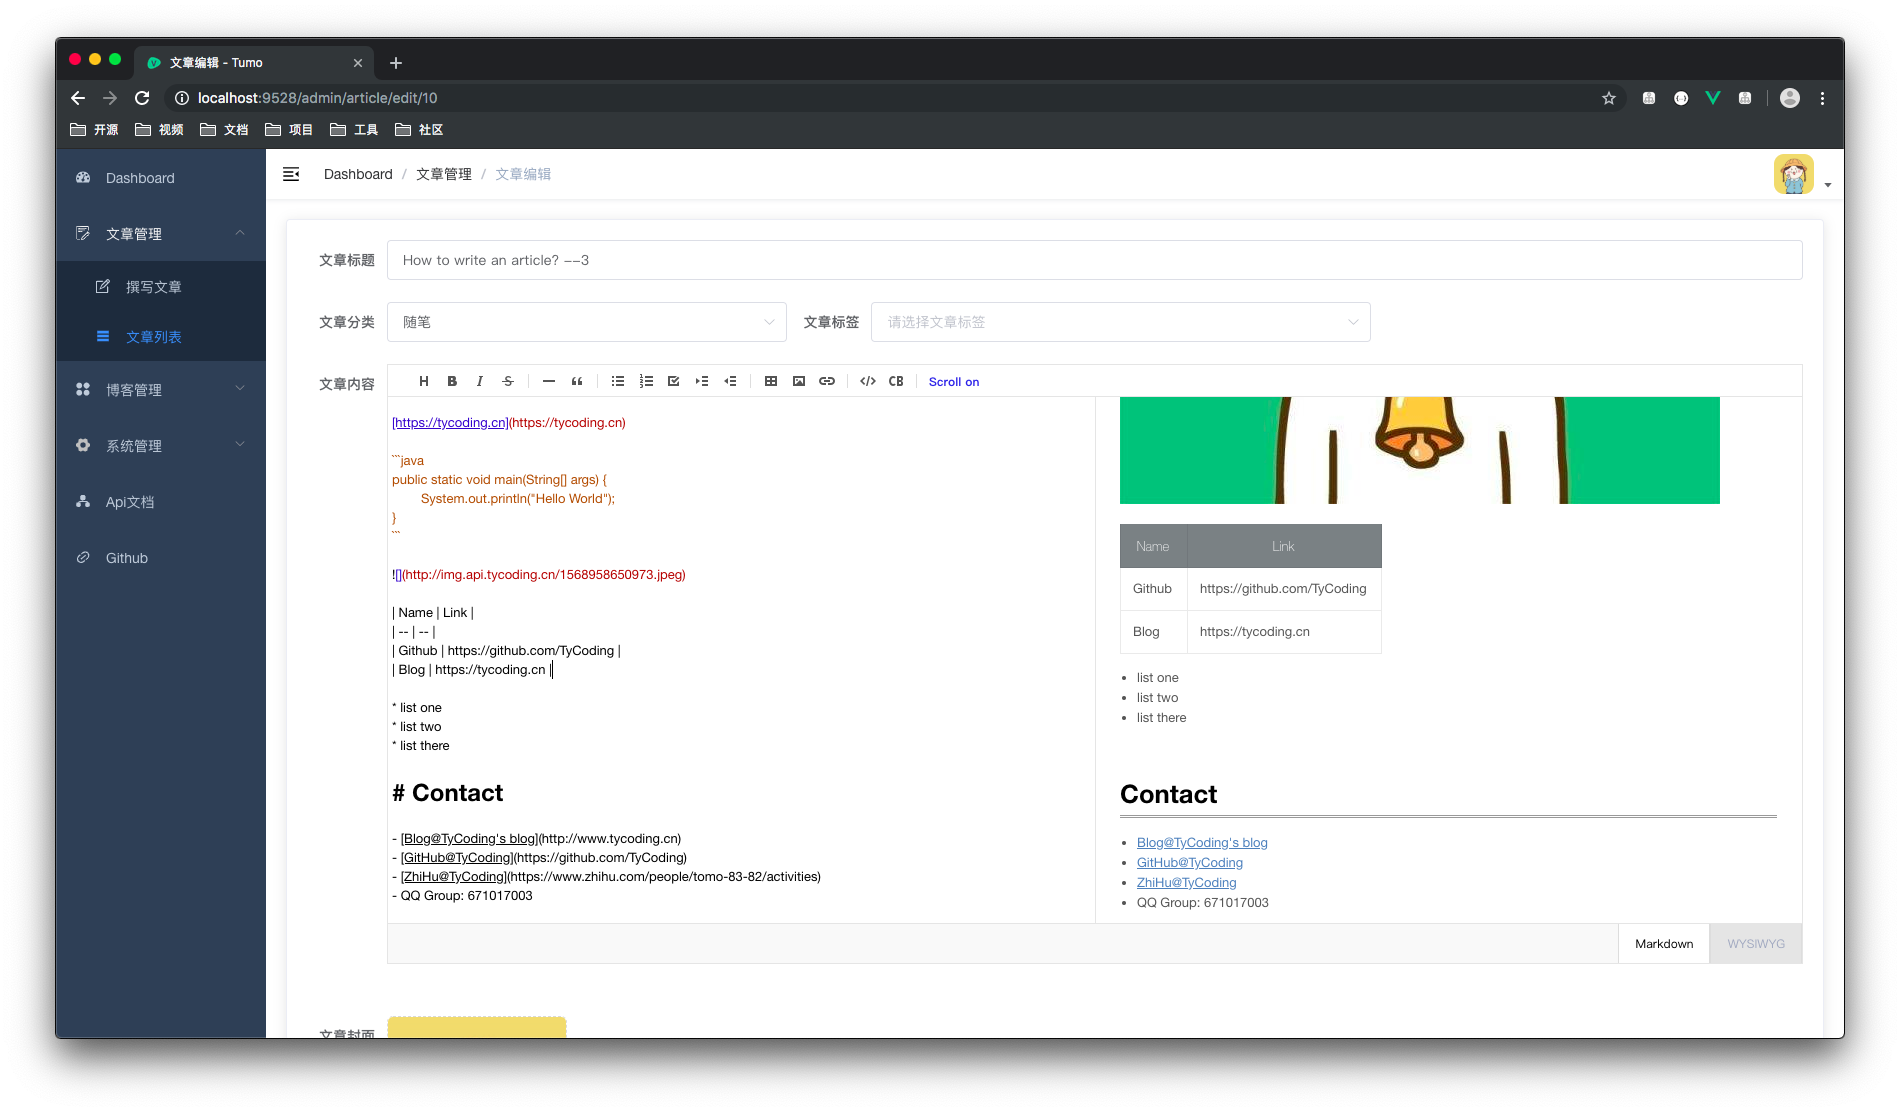 文章编辑 - Tumo
localhost:9528/admin/article/edit/10
开源 视频 文档 项目 工具 社区
Dashboard
文章管理
撰写文章
文章列表
博客管理
系统管理
Api文档
Github
Dashboard / 文章管理 / 文章编辑
文章标题 How to write an article? --3
文章分类 随笔 文章标签 请选择文章标签
文章内容
H B I S CB Scroll on
[https://tycoding.cn](https://tycoding.cn)
```java
public static void main(String[] args) {
System.out.println("Hello World");
}
```
![](http://img.api.tycoding.cn/1568958650973.jpeg)
| Name | Link |
| -- | -- |
| Github | https://github.com/TyCoding |
| Blog | https://tycoding.cn |
* list one
* list two
* list there
# Contact
- [Blog@TyCoding's blog](http://www.tycoding.cn)
- [GitHub@TyCoding](https://github.com/TyCoding)
- [ZhiHu@TyCoding](https://www.zhihu.com/people/tomo-83-82/activities)
- QQ Group: 671017003
Name Link
Github https://github.com/TyCoding
Blog https://tycoding.cn
• list one
• list two
• list there
Contact
• Blog@TyCoding's blog
• GitHub@TyCoding
• ZhiHu@TyCoding
• QQ Group: 671017003
Markdown WYSIWYG
文章封面